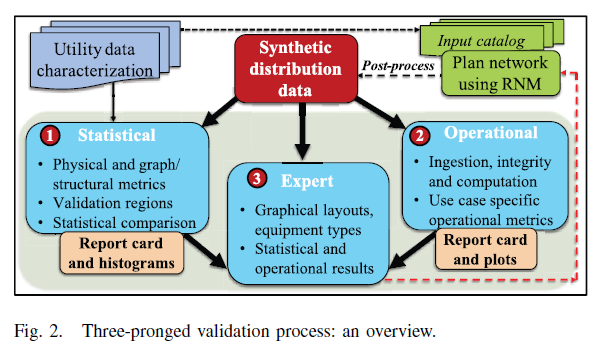 Utility data
characterization
Synthetic
distribution
data
Input catalog
Post-process
Plan network
using RNM
1 Statistical
• Physical and graph/
structural metrics
• Validation regions
• Statistical comparison
Report card
and histograms
2 Operational
• Ingestion, integrity
and computation
• Use case specific
operational metrics
Report card
and plots
3 Expert
• Graphical layouts,
equipment types
• Statistical and
operational results
Fig. 2. Three-pronged validation process: an overview.